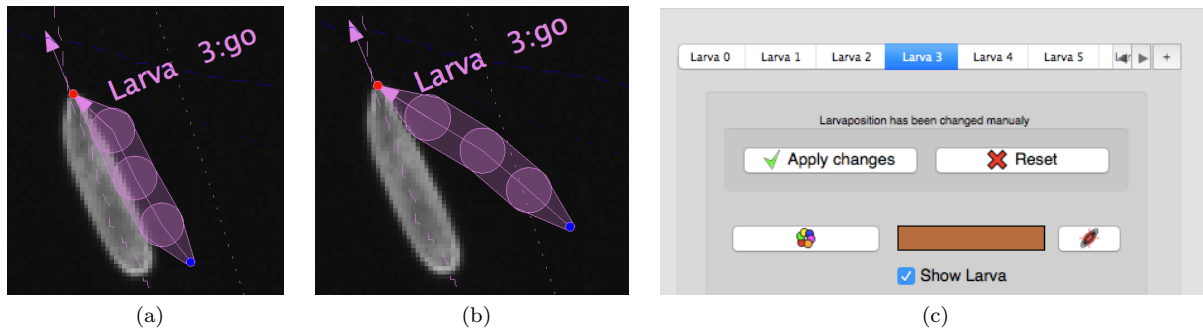 Larva 3:go
Larva 3:go
Larva 0 Larva 1 Larva 2 Larva 3 Larva 4 Larva 5 +
Larvaposition has been changed manually
Apply changes Reset
Show Larva
(a) (b) (c)